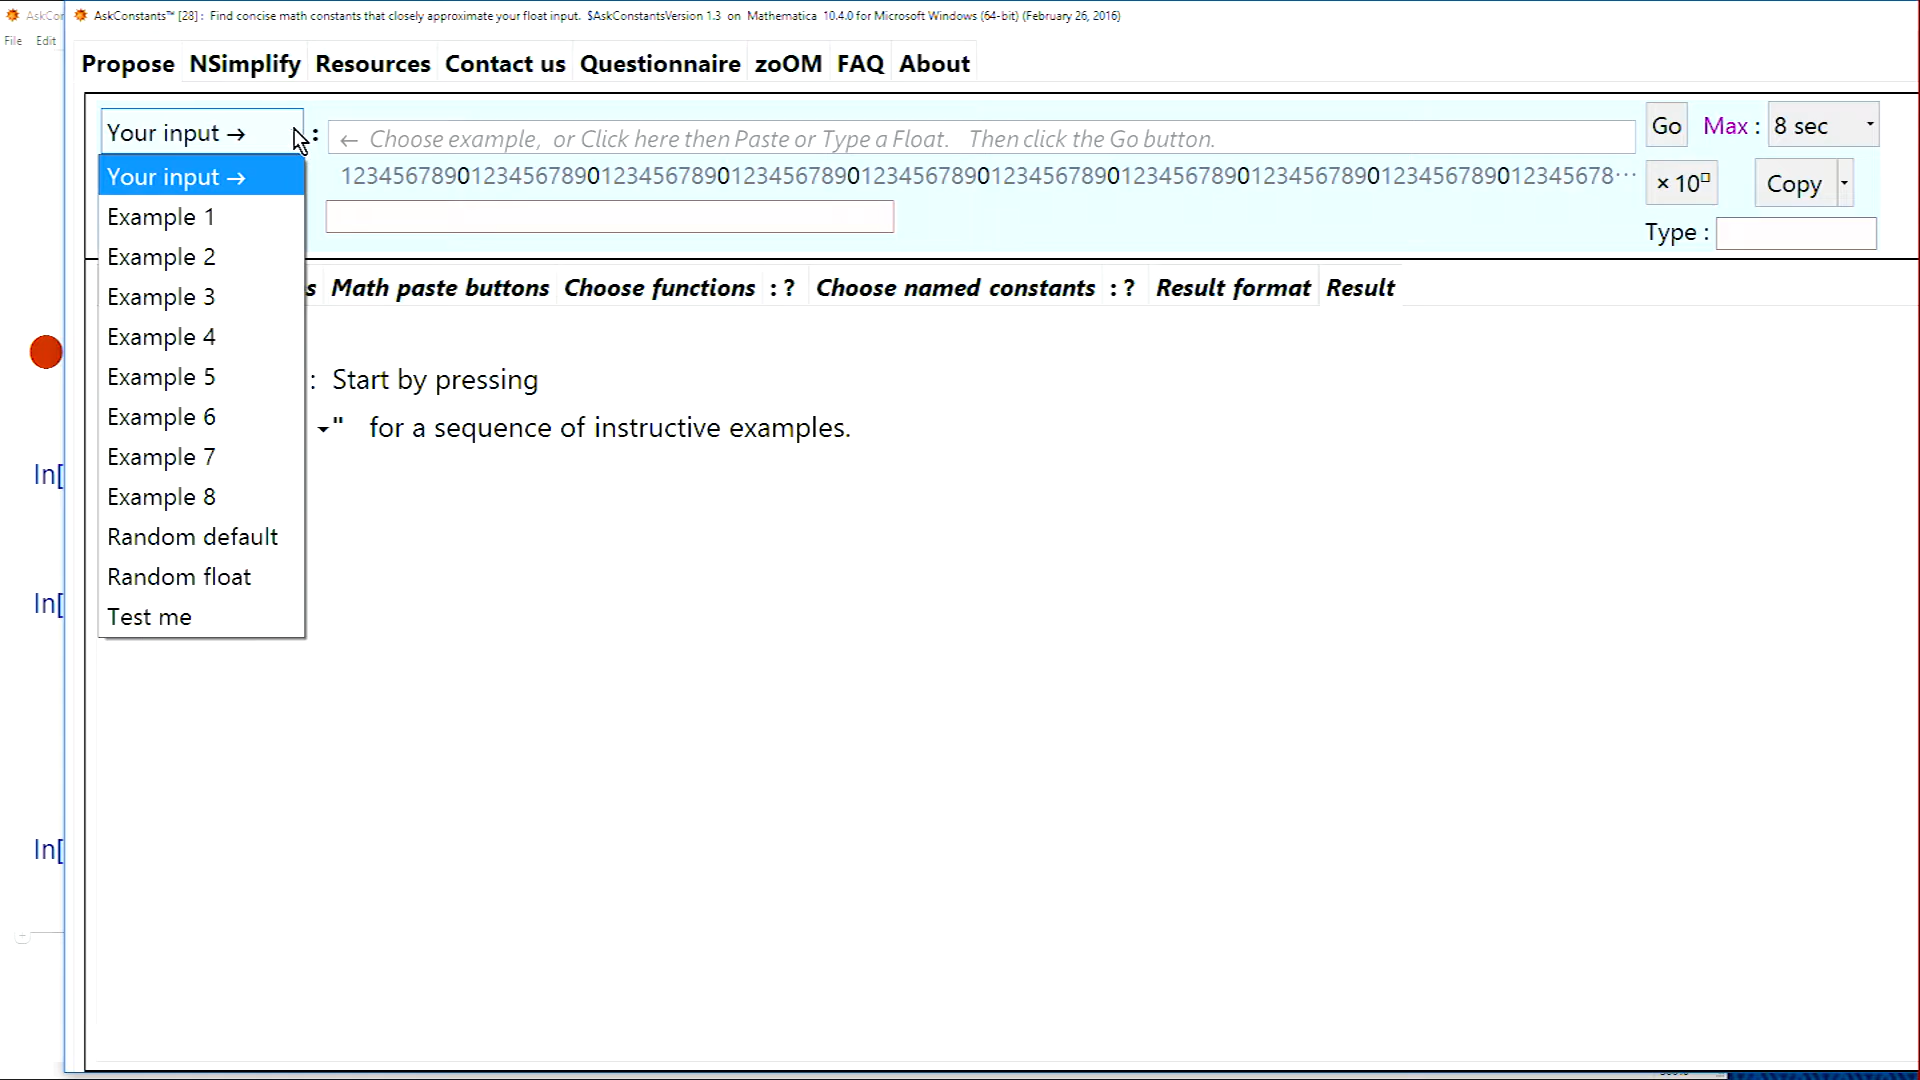 AskCor
AskConstants™ [28] : Find concise math constants that closely approximate your float input. $AskConstantsVersion 1.3 on Mathematica 10.4.0 for Microsoft Windows (64-bit) (February 26, 2016)
File Edit
Propose NSimplify Resources Contact us Questionnaire zoOM FAQ About
Your input → : ← Choose example, or Click here then Paste or Type a Float. Then click the Go button. Go Max : 8 sec
Your input → 12345678901234567890123456789012345678901234567890123456789012345678901234567890123456789012345678··· × 10□ Copy
Example 1
Type :
Example 2
s Math paste buttons Choose functions : ? Choose named constants : ? Result format Result
Example 3
Example 4
Example 5 : Start by pressing
Example 6 " for a sequence of instructive examples.
Example 7
In[
Example 8
Random default
Random float
In[
Test me
In[